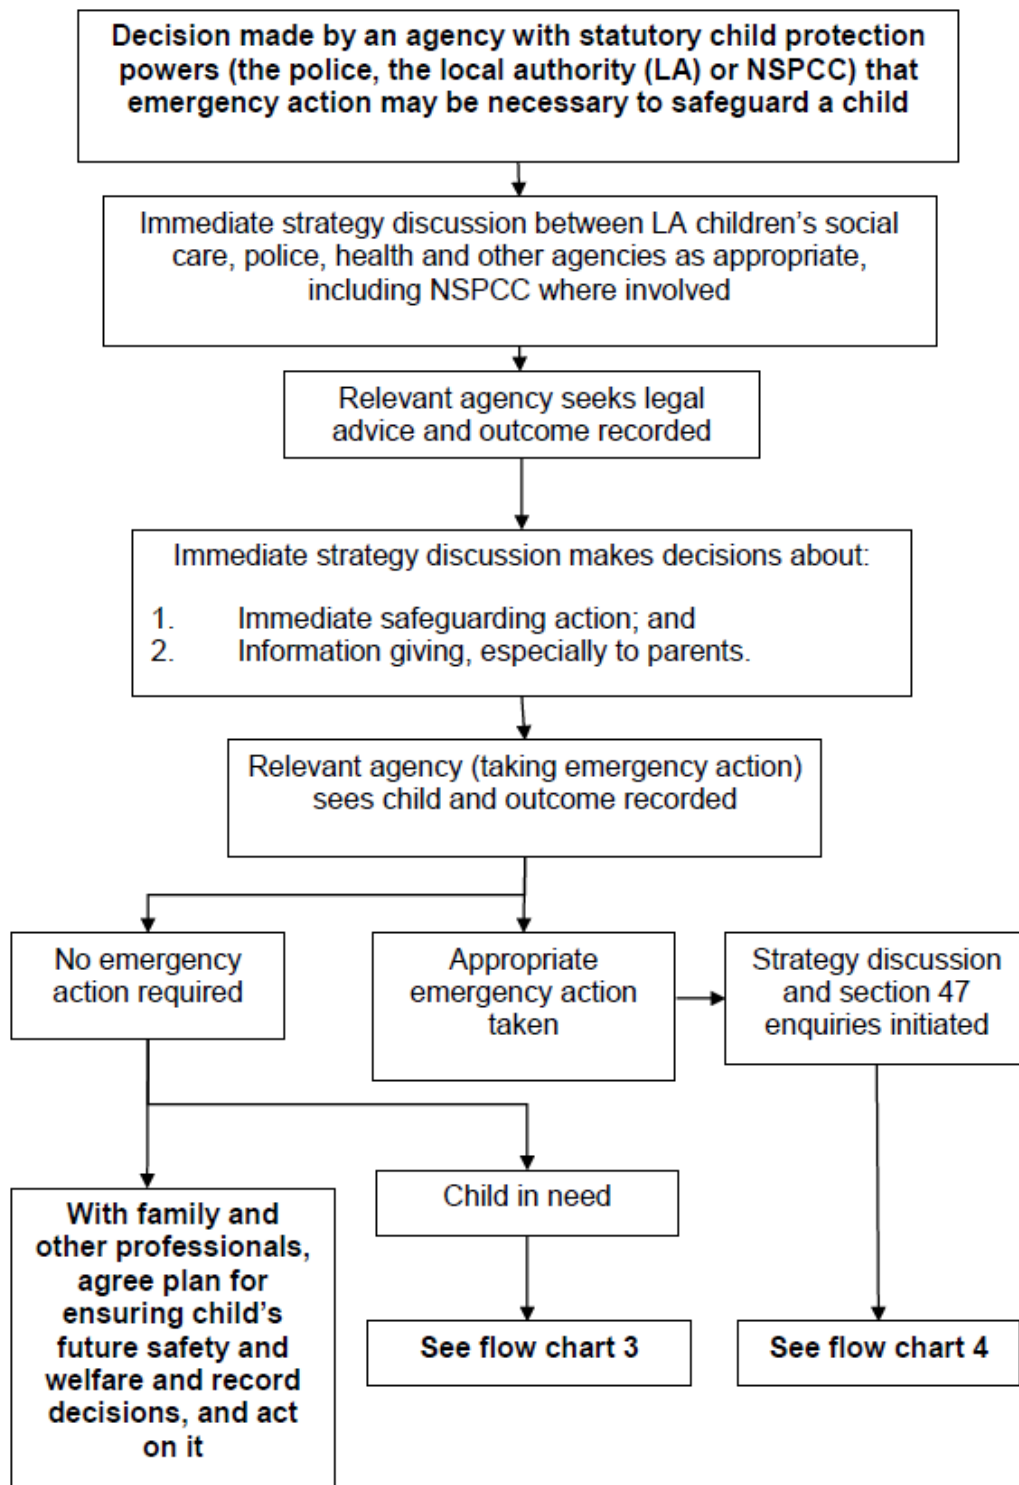 Decision made by an agency with statutory child protection
powers (the police, the local authority (LA) or NSPCC) that
emergency action may be necessary to safeguard a child
Immediate strategy discussion between LA children's social
care, police, health and other agencies as appropriate,
including NSPCC where involved
Relevant agency seeks legal
advice and outcome recorded
Immediate strategy discussion makes decisions about:
1. Immediate safeguarding action; and
2. Information giving, especially to parents.
Relevant agency (taking emergency action)
sees child and outcome recorded
No emergency
action required
Appropriate
emergency action
taken
Strategy discussion
and section 47
enquiries initiated
With family and
other professionals,
agree plan for
ensuring child's
future safety and
welfare and record
decisions, and act
on it
Child in need
See flow chart 3
See flow chart 4